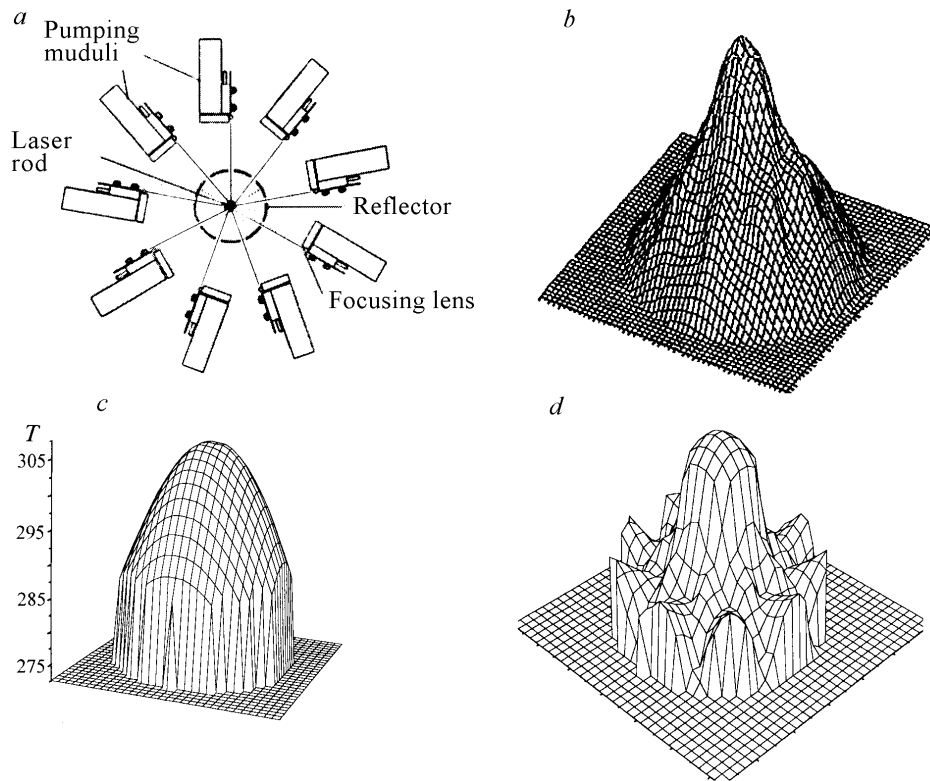 a
Pumping
muduli
Laser
rod
Reflector
Focusing lens
b
c
T
305
295
285
275
d